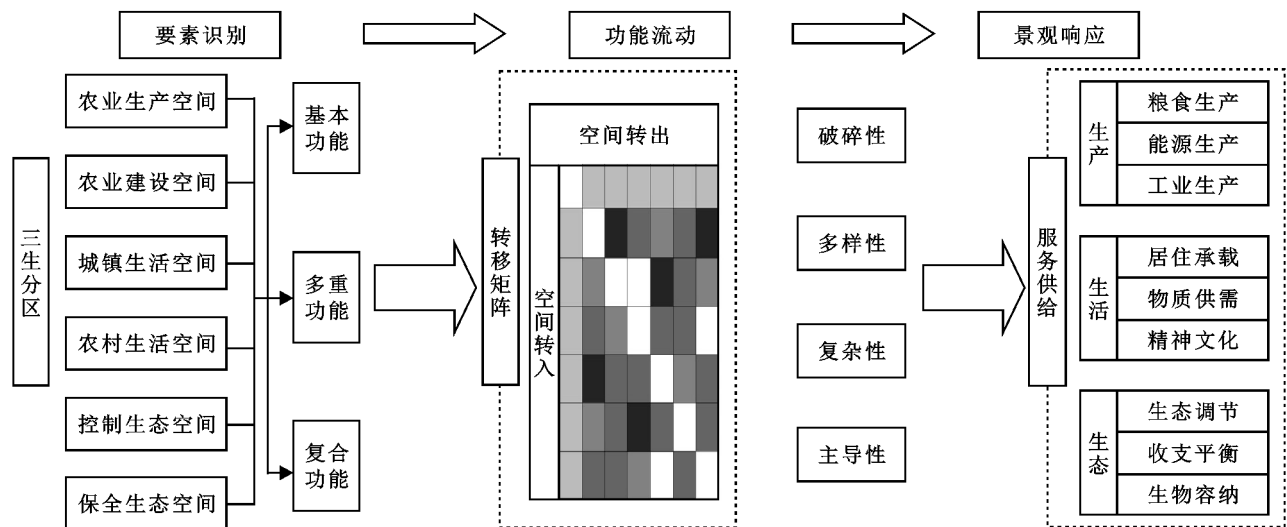 要素识别
功能流动
景观响应
三生分区
农业生产空间
农业建设空间
城镇生活空间
农村生活空间
控制生态空间
保全生态空间
基本
功能
多重
功能
复合
功能
转移矩阵
空间转出
空间转入
破碎性
多样性
复杂性
主导性
服务供给
生产
粮食生产
能源生产
工业生产
生活
居住承载
物质供需
精神文化
生态
生态调节
收支平衡
生物容纳